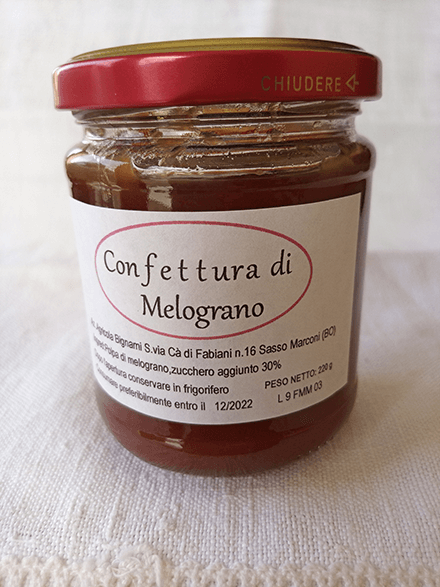 CHIUDERE
Confettura di
Melograno
Agricola Bignami S.via Cà di Fabiani n.16 Sasso Marconi (BO)
Polpa di melograno,zucchero aggiunto 30%
l'apertura conservare in frigorifero
preferibilmente entro il 12/2022
PESO NETTO: 220 g
L 9 FMM 03